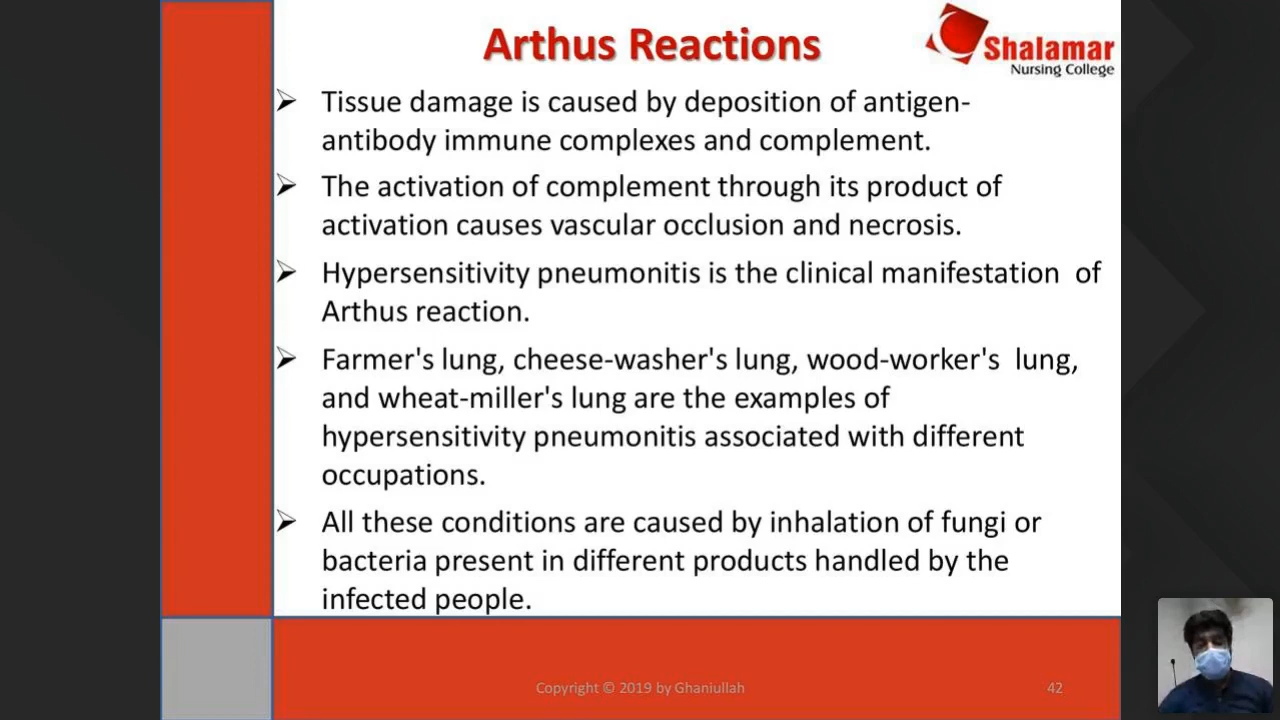 Arthus Reactions
Shalamar
Nursing College
Tissue damage is caused by deposition of antigen-
antibody immune complexes and complement.
The activation of complement through its product of
activation causes vascular occlusion and necrosis.
Hypersensitivity pneumonitis is the clinical manifestation of
Arthus reaction.
Farmer's lung, cheese-washer's lung, wood-worker's lung,
and wheat-miller's lung are the examples of
hypersensitivity pneumonitis associated with different
occupations.
All these conditions are caused by inhalation of fungi or
bacteria present in different products handled by the
infected people.
Copyright © 2019 by Ghaniullah
42